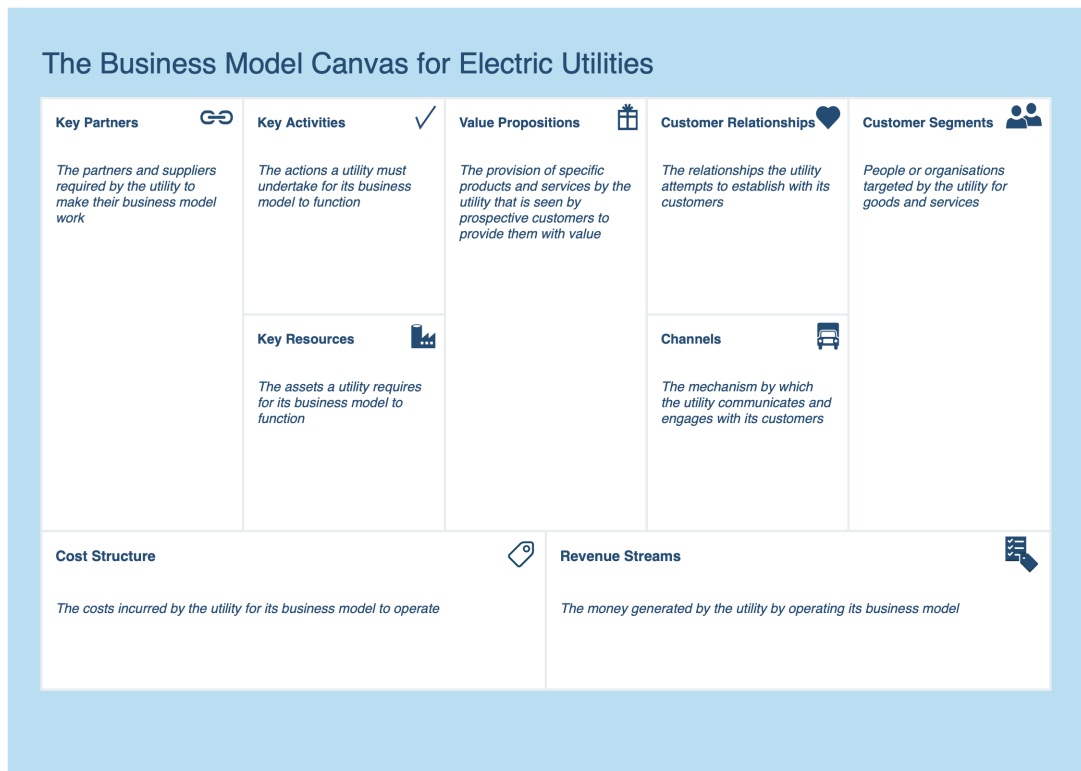 The Business Model Canvas for Electric Utilities
Key Partners
The partners and suppliers
required by the utility to
make their business model
work
Key Activities
The actions a utility must
undertake for its business
model to function
Key Resources
The assets a utility requires
for its business model to
function
Value Propositions
The provision of specific
products and services by the
utility that is seen by
prospective customers to
provide them with value
Customer Relationships
The relationships the utility
attempts to establish with its
customers
Channels
The mechanism by which
the utility communicates and
engages with its customers
Customer Segments
People or organisations
targeted by the utility for
goods and services
Cost Structure
The costs incurred by the utility for its business model to operate
Revenue Streams
The money generated by the utility by operating its business model